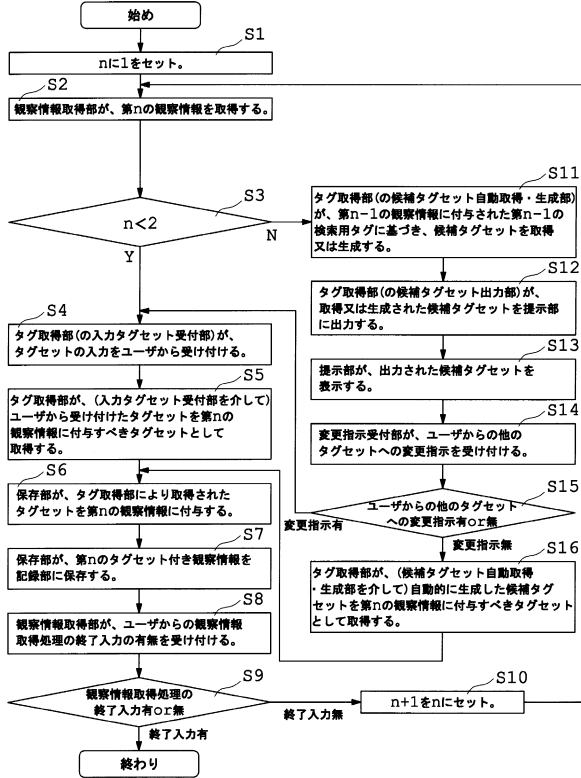 始め
S1
nに1をセット。
S2
観察情報取得部が、第nの観察情報を取得する。
S3
n<2
N
Y
S4
タグ取得部(の入力タグセット受付部)が、
タグセットの入力をユーザから受け付ける。
S5
タグ取得部が、(入力タグセット受付部を介して)
ユーザから受け付けたタグセットを第nの
観察情報に付与すべきタグセットとして
取得する。
S6
保存部が、タグ取得部により取得された
タグセットを第nの観察情報に付与する。
S7
保存部が、第nのタグセット付き観察情報を
記録部に保存する。
S8
観察情報取得部が、ユーザからの観察情報
取得処理の終了入力の有無を受け付ける。
S9
観察情報取得処理の
終了入力有or無
終了入力無
終了入力有
終わり
S10
n+1をnにセット。
S11
タグ取得部(の候補タグセット自動取得・生成部)
が、第n-1の観察情報に付与された第n-1の
検索用タグに基づき、候補タグセットを取得
又は生成する。
S12
タグ取得部(の候補タグセット出力部)が、
取得又は生成された候補タグセットを提示部
に出力する。
S13
提示部が、出力された候補タグセットを
表示する。
S14
変更指示受付部が、ユーザからの他の
タグセットへの変更指示を受け付ける。
S15
ユーザからの他のタグセット
への変更指示有or無
変更指示有
変更指示無
S16
タグ取得部が、(候補タグセット自動取得
・生成部を介して)自動的に生成した候補タグ
セットを第nの観察情報に付与すべきタグセット
として取得する。